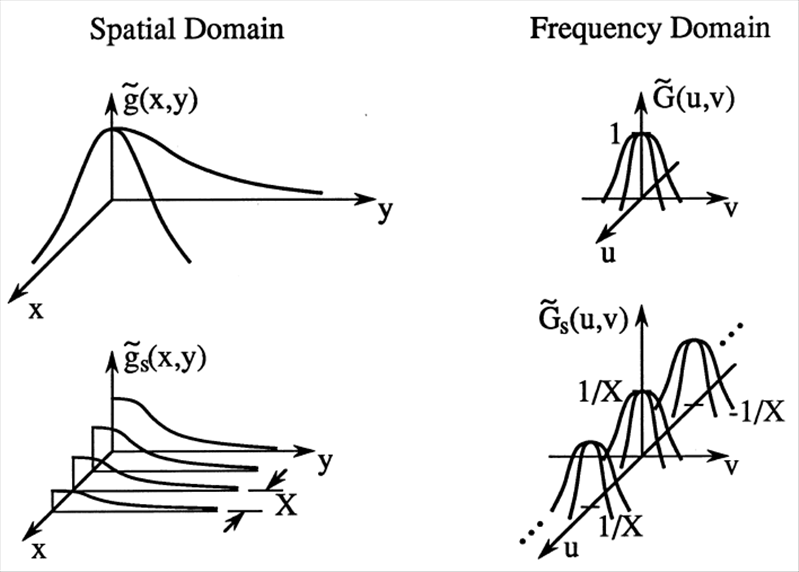 Spatial Domain
Frequency Domain
g̃(x,y)
y
x
G̃(u,v)
1
v
u
g̃ₛ(x,y)
y
X
x
G̃ₛ(u,v)
1/X
-1/X
v
1/X
u